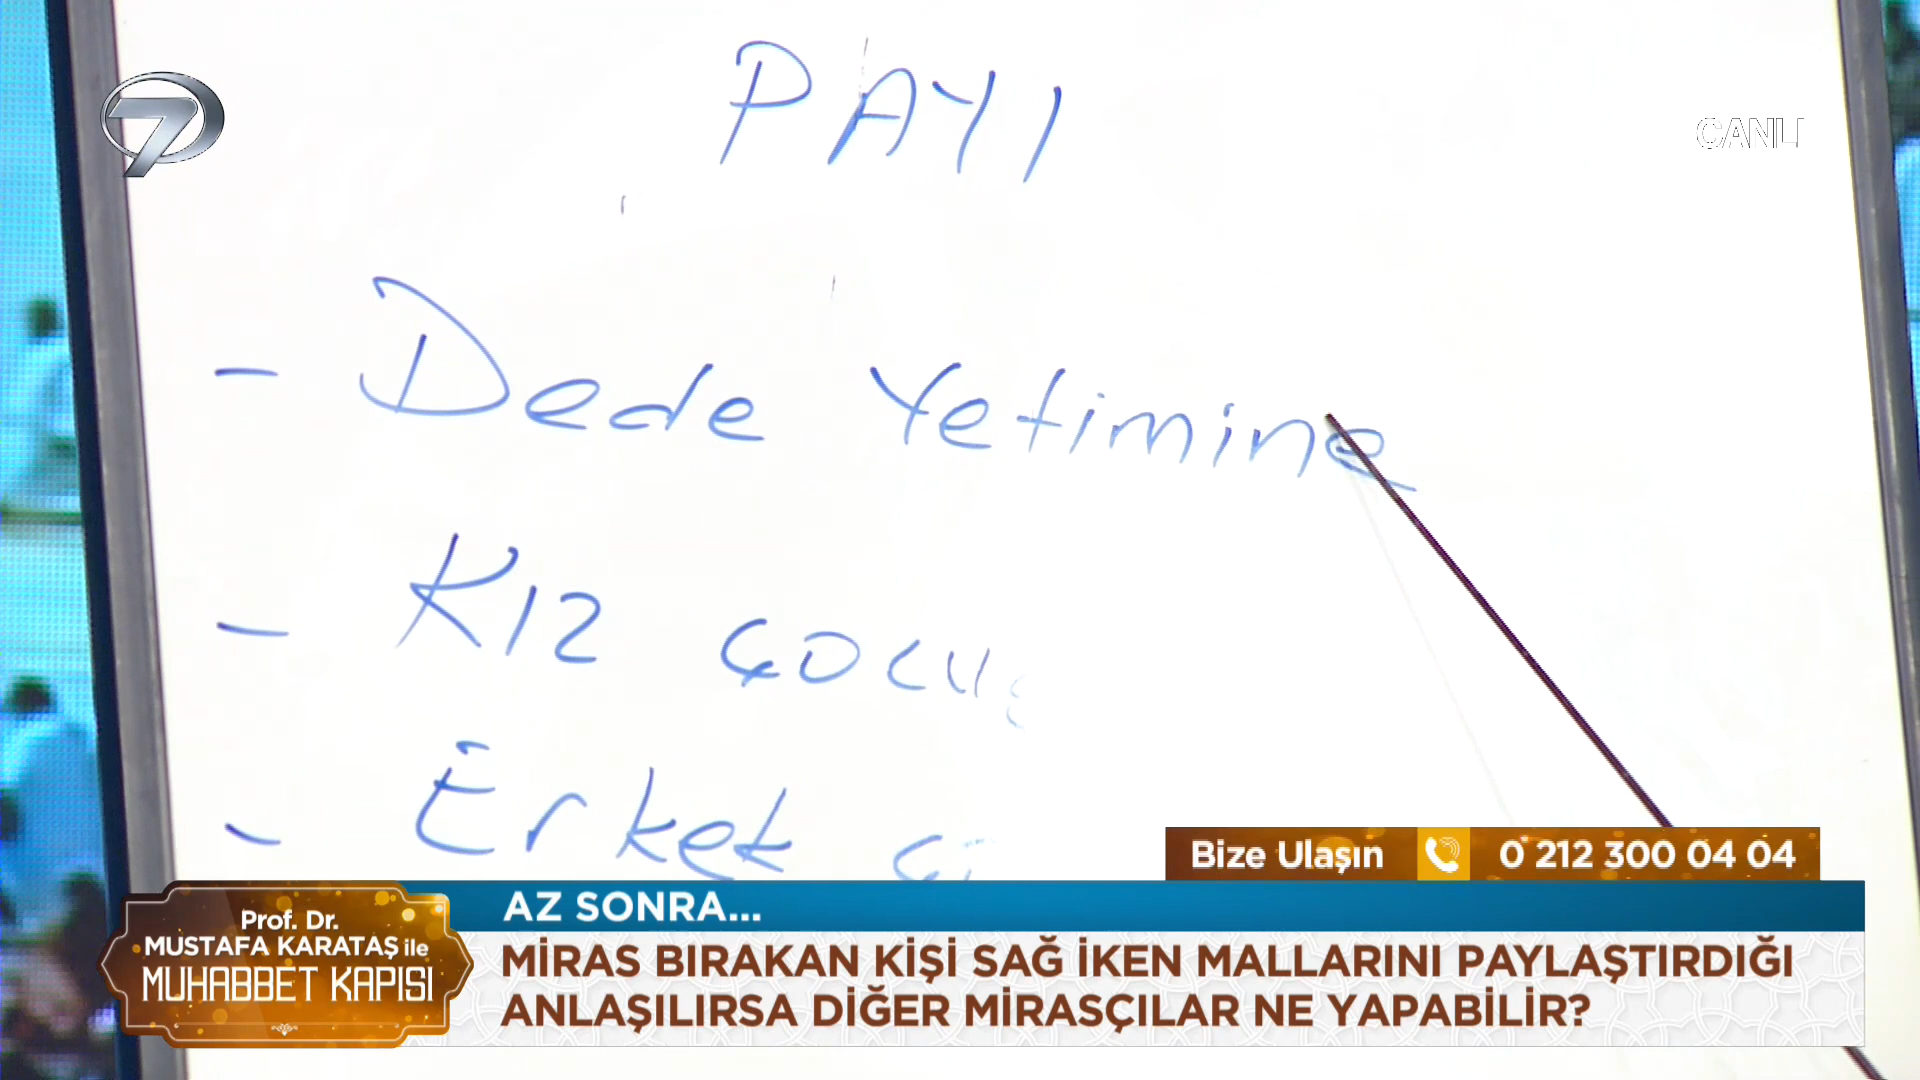 PAYI
7
CANLI
- Dede Yetimine
- Kız çocuğ
- Erkek ç
Bize Ulaşın 0 212 300 04 04
AZ SONRA...
Prof. Dr.
MUSTAFA KARATAŞ ile
MUHABBET KAPISI
MİRAS BIRAKAN KİŞİ SAĞ İKEN MALLARINI PAYLAŞTIRDIĞI
ANLAŞILIRSA DİĞER MİRASÇILAR NE YAPABİLİR?